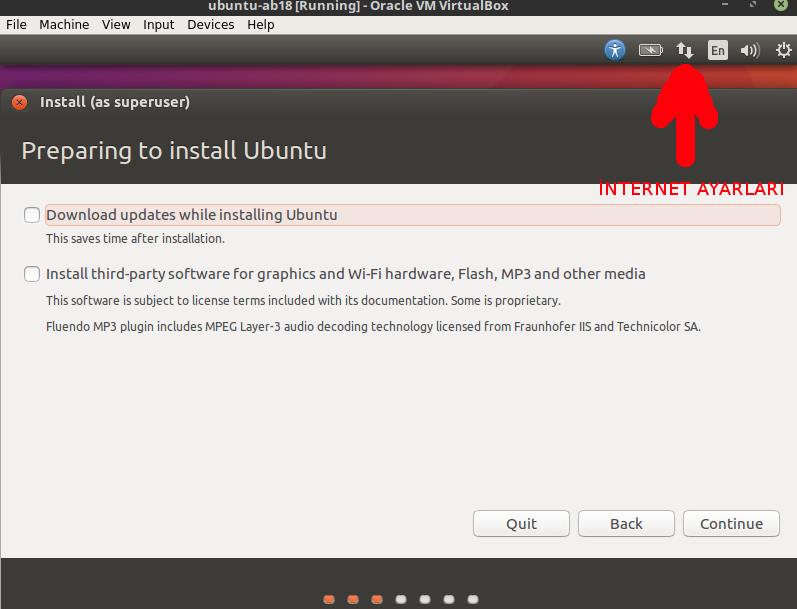 ubuntu-ab18 [Running] - Oracle VM VirtualBox
File Machine View Input Devices Help
En
Install (as superuser)
Preparing to install Ubuntu
İNTERNET AYARLARI
Download updates while installing Ubuntu
This saves time after installation.
Install third-party software for graphics and Wi-Fi hardware, Flash, MP3 and other media
This software is subject to license terms included with its documentation. Some is proprietary.
Fluendo MP3 plugin includes MPEG Layer-3 audio decoding technology licensed from Fraunhofer IIS and Technicolor SA.
Quit Back Continue